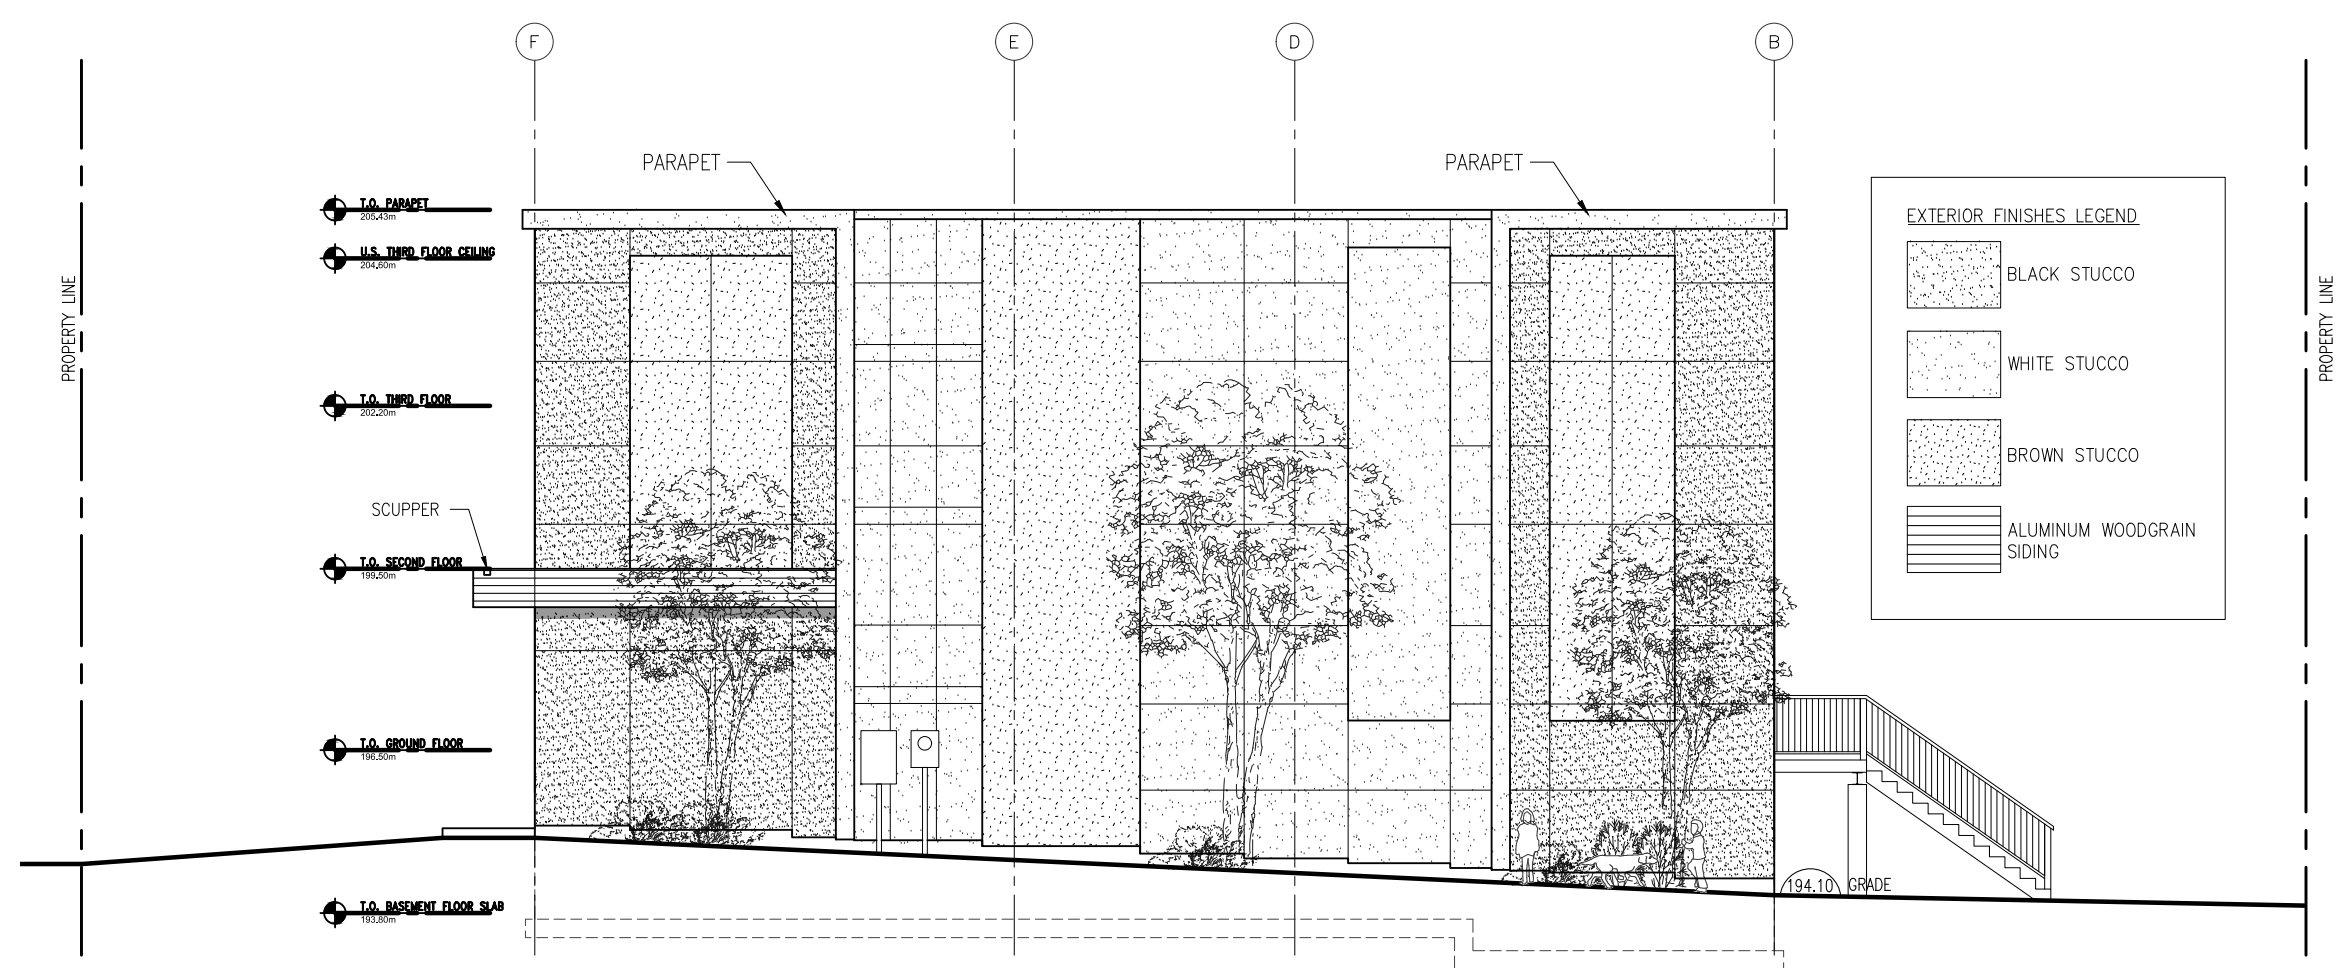 F
E
D
B
PARAPET
PARAPET
T.O. PARAPET
205.43m
U.S. THIRD FLOOR CEILING
204.60m
T.O. THIRD FLOOR
202.20m
SCUPPER
T.O. SECOND FLOOR
199.50m
T.O. GROUND FLOOR
196.50m
T.O. BASEMENT FLOOR SLAB
193.80m
PROPERTY LINE
EXTERIOR FINISHES LEGEND
BLACK STUCCO
WHITE STUCCO
BROWN STUCCO
ALUMINUM WOODGRAIN
SIDING
194.10 GRADE
PROPERTY LINE